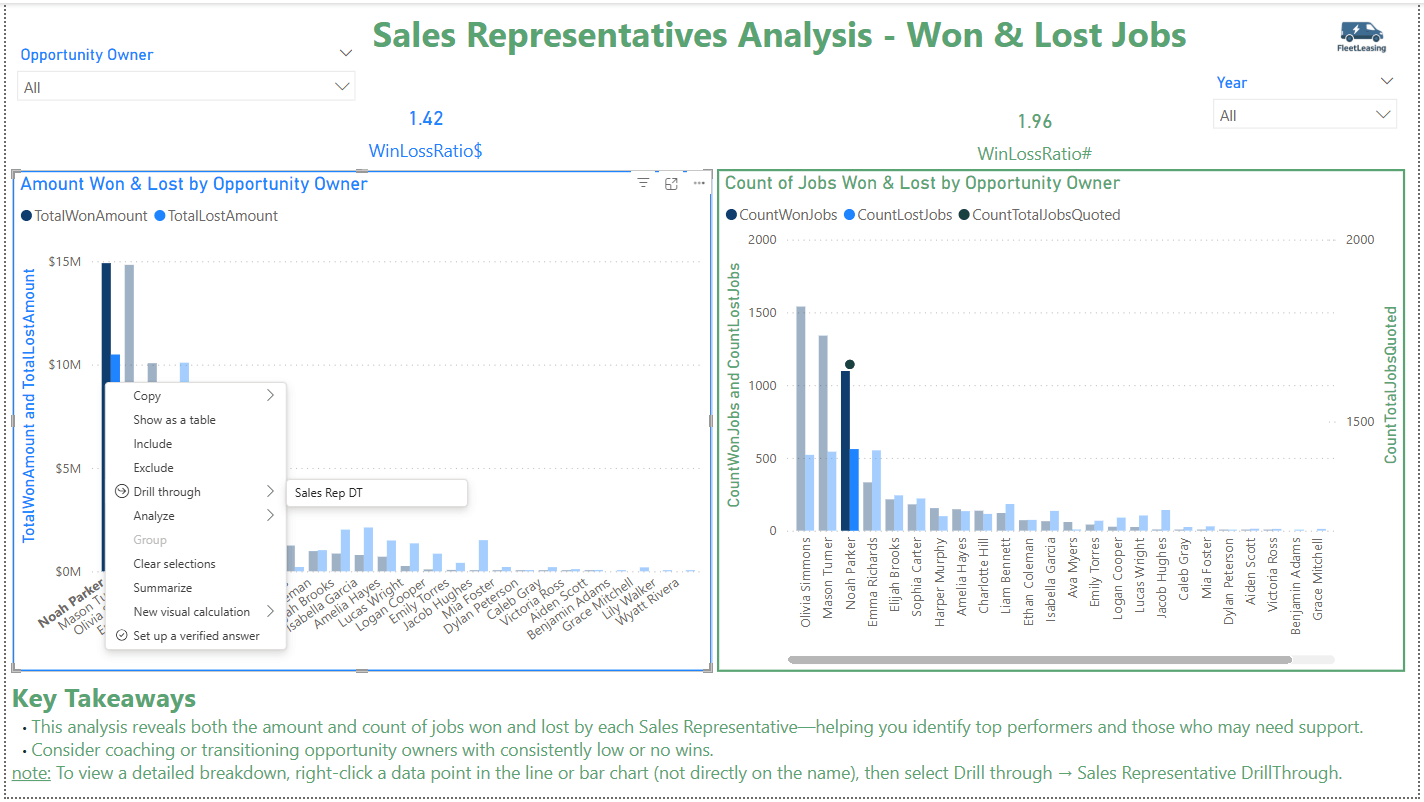 Sales Representatives Analysis - Won & Lost Jobs
FleetLeasing
Opportunity Owner
All
Year
All
1.42
WinLossRatio$
1.96
WinLossRatio#
Amount Won & Lost by Opportunity Owner
TotalWonAmount TotalLostAmount
TotalWonAmount and TotalLostAmount
$15M
$10M
$5M
$0M
Noah Parker
Mason Tu
Olivia
Isabella Garcia
Amelia Hayes
Lucas Wright
Logan Cooper
Emily Torres
Jacob Hughes
Mia Foster
Dylan Peterson
Caleb Gray
Victoria Ross
Aiden Scott
Benjamin Adams
Grace Mitchell
Lily Walker
Wyatt Rivera
Copy
Show as a table
Include
Exclude
Drill through
Sales Rep DT
Analyze
Group
Clear selections
Summarize
New visual calculation
Set up a verified answer
Count of Jobs Won & Lost by Opportunity Owner
CountWonJobs CountLostJobs CountTotalJobsQuoted
CountWonJobs and CountLostJobs
2000
1500
1000
500
0
2000
1500
CountTotalJobsQuoted
Olivia Simmons
Mason Turner
Noah Parker
Emma Richards
Elijah Brooks
Sophia Carter
Harper Murphy
Amelia Hayes
Charlotte Hill
Liam Bennett
Ethan Coleman
Isabella Garcia
Ava Myers
Emily Torres
Logan Cooper
Lucas Wright
Jacob Hughes
Caleb Gray
Mia Foster
Dylan Peterson
Aiden Scott
Victoria Ross
Benjamin Adams
Grace Mitchell
Key Takeaways
• This analysis reveals both the amount and count of jobs won and lost by each Sales Representative—helping you identify top performers and those who may need support.
• Consider coaching or transitioning opportunity owners with consistently low or no wins.
note: To view a detailed breakdown, right-click a data point in the line or bar chart (not directly on the name), then select Drill through → Sales Representative DrillThrough.